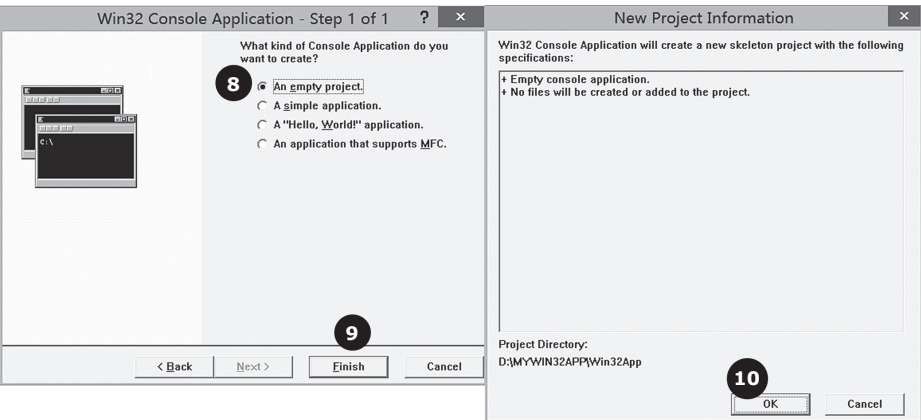 Win32 Console Application - Step 1 of 1 ? ×
What kind of Console Application do you
want to create?
8
An empty project.
A simple application.
A "Hello, World!" application.
An application that supports MFC.
C:\
9
< Back Next > Finish Cancel
New Project Information ×
Win32 Console Application will create a new skeleton project with the following
specifications:
+ Empty console application.
+ No files will be created or added to the project.
Project Directory:
D:\MYWIN32APP\Win32App
10
OK Cancel